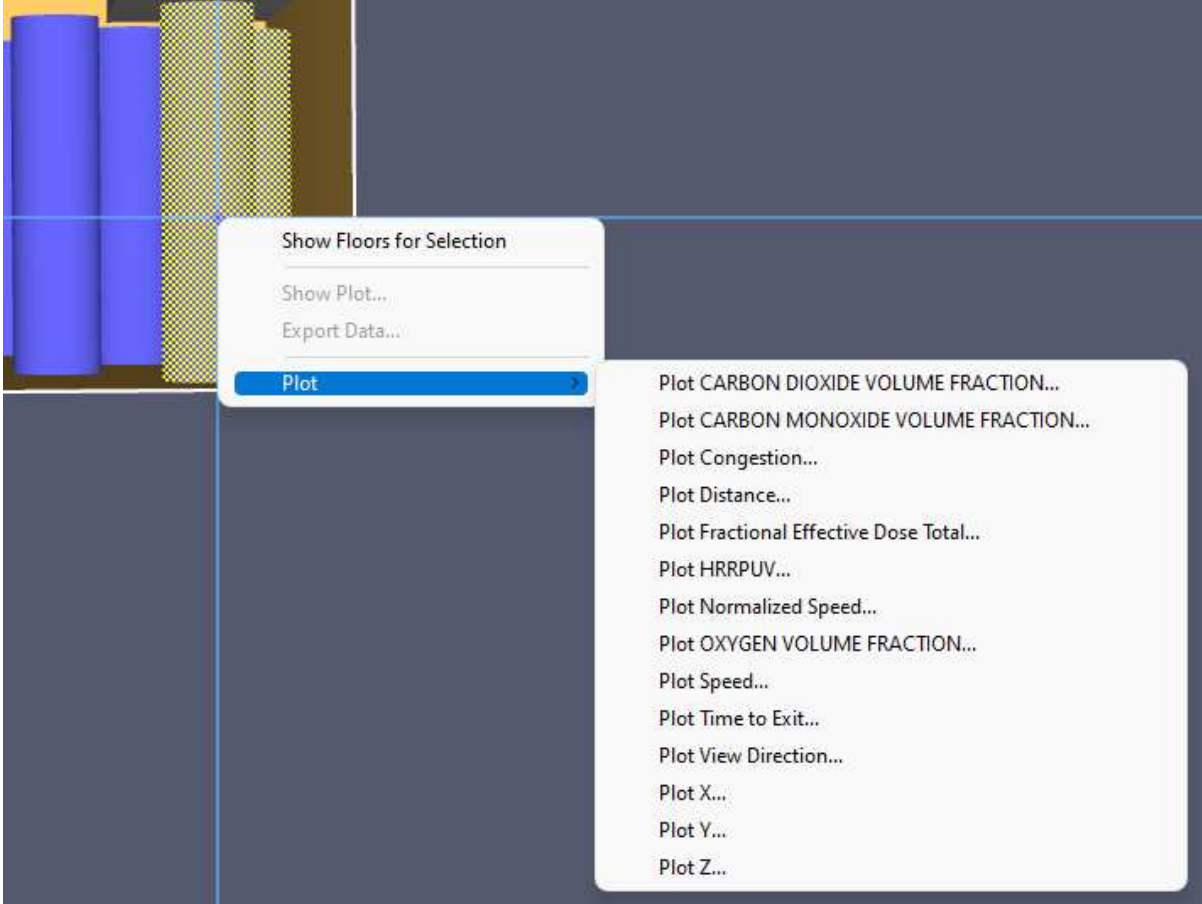 Show Floors for Selection
Show Plot...
Export Data...
Plot
Plot CARBON DIOXIDE VOLUME FRACTION...
Plot CARBON MONOXIDE VOLUME FRACTION...
Plot Congestion...
Plot Distance...
Plot Fractional Effective Dose Total...
Plot HRRPUV...
Plot Normalized Speed...
Plot OXYGEN VOLUME FRACTION...
Plot Speed...
Plot Time to Exit...
Plot View Direction...
Plot X...
Plot Y...
Plot Z...